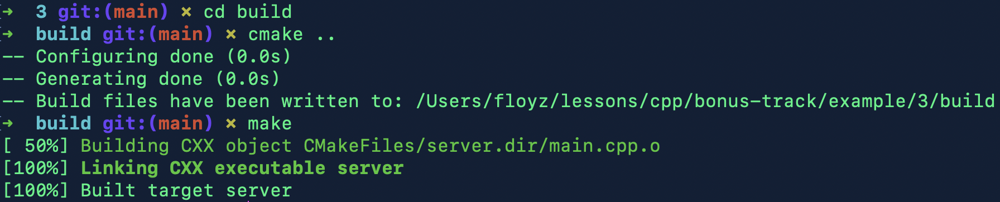 ➜  3 git:(main) × cd build
➜  build git:(main) × cmake ..
-- Configuring done (0.0s)
-- Generating done (0.0s)
-- Build files have been written to: /Users/floyz/lessons/cpp/bonus-track/example/3/build
➜  build git:(main) × make
[ 50%] Building CXX object CMakeFiles/server.dir/main.cpp.o
[100%] Linking CXX executable server
[100%] Built target server